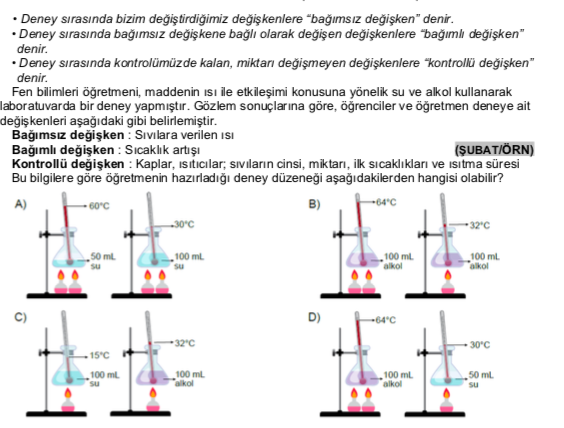 • Deney sırasında bizim değiştirdiğimiz değişkenlere “bağımsız değişken” denir.
• Deney sırasında bağımsız değişkene bağlı olarak değişen değişkenlere “bağımlı değişken”
denir.
• Deney sırasında kontrolümüzde kalan, miktarı değişmeyen değişkenlere “kontrollü değişken”
denir.
Fen bilimleri öğretmeni, maddenin ısı ile etkileşimi konusuna yönelik su ve alkol kullanarak
laboratuvarda bir deney yapmıştır. Gözlem sonuçlarına göre, öğrenciler ve öğretmen deneye ait
değişkenleri aşağıdaki gibi belirlemiştir.
Bağımsız değişken : Sıvılara verilen ısı
Bağımlı değişken : Sıcaklık artışı (ŞUBAT/ÖRN)
Kontrollü değişken : Kaplar, ısıtıcılar; sıvıların cinsi, miktarı, ilk sıcaklıkları ve ısıtma süresi
Bu bilgilere göre öğretmenin hazırladığı deney düzeneği aşağıdakilerden hangisi olabilir?
A)
60°C
30°C
50 mL
su
100 mL
su
B)
64°C
32°C
100 mL
alkol
100 mL
alkol
C)
15°C
32°C
100 mL
su
100 mL
alkol
D)
64°C
30°C
100 mL
alkol
50 mL
su